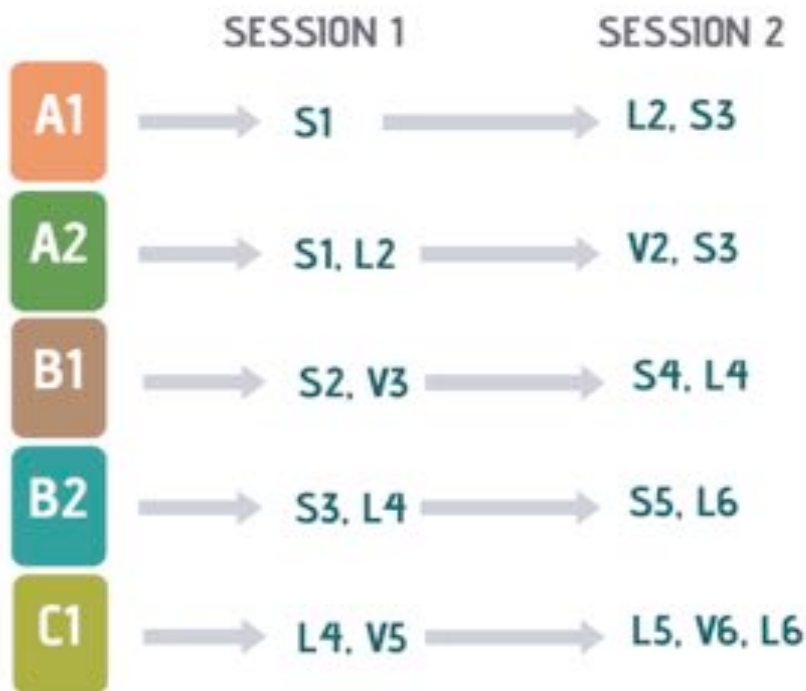 SESSION 1 SESSION 2
A1 S1 L2, S3
A2 S1, L2 V2, S3
B1 S2, V3 S4, L4
B2 S3, L4 S5, L6
C1 L4, V5 L5, V6, L6